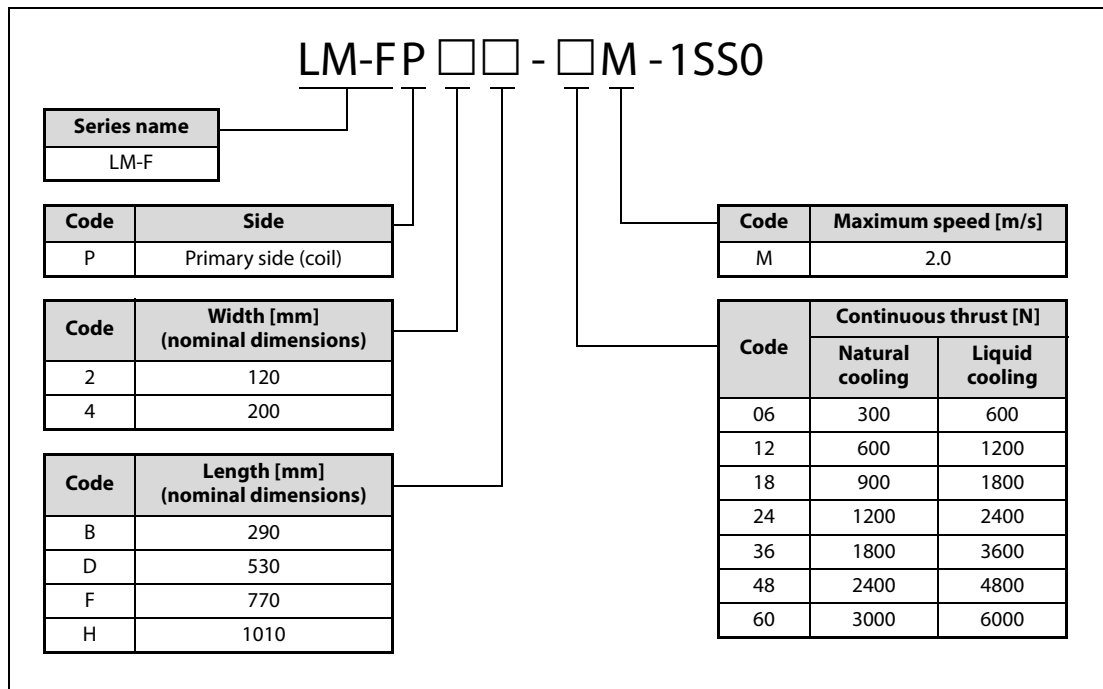 LM-FP□□-□M-1SS0
Series name
LM-F
Code Side
P Primary side (coil)
Code Width [mm]
(nominal dimensions)
2 120
4 200
Code Length [mm]
(nominal dimensions)
B 290
D 530
F 770
H 1010
Code Maximum speed [m/s]
M 2.0
Code Continuous thrust [N]
Natural cooling Liquid cooling
06 300 600
12 600 1200
18 900 1800
24 1200 2400
36 1800 3600
48 2400 4800
60 3000 6000